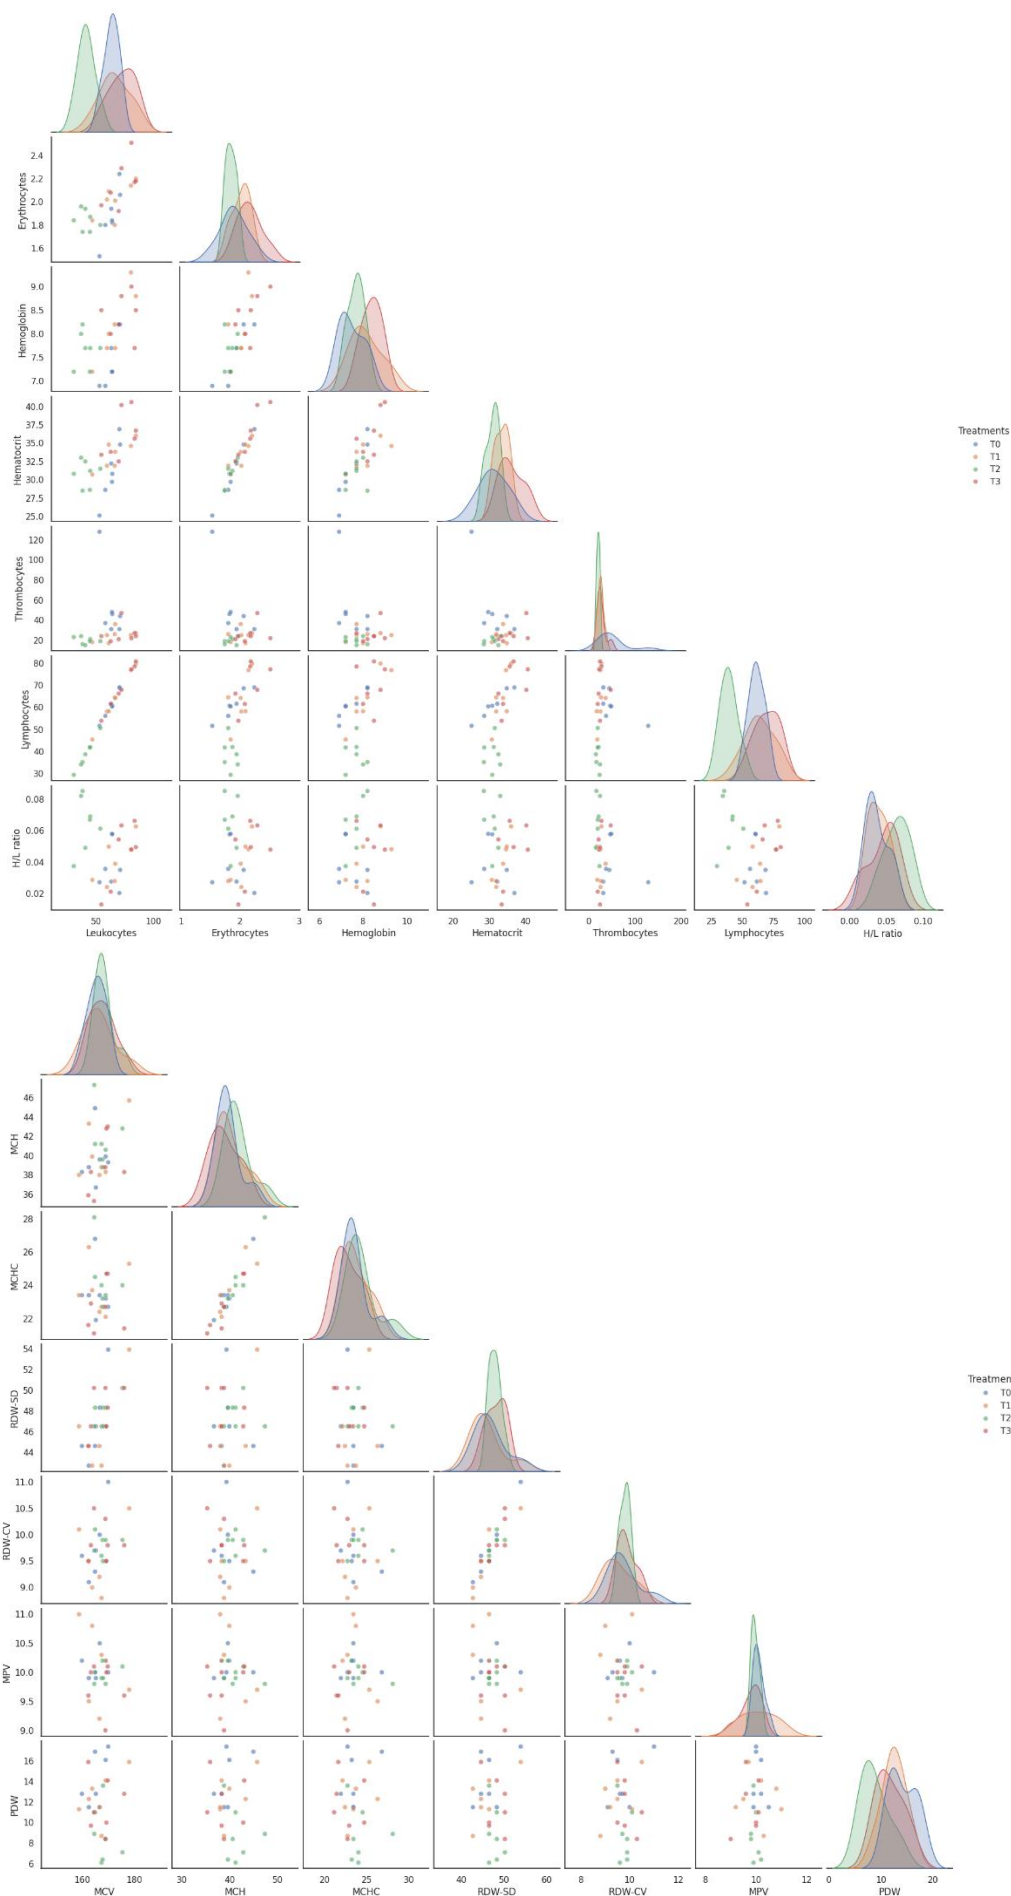 2.4
2.2
2.0
1.8
1.6
Erythrocytes
9.0
8.5
8.0
7.5
7.0
Hemoglobin
40.0
37.5
35.0
32.5
30.0
27.5
25.0
Hematocrit
Treatments
T0
T1
T2
T3
120
100
80
60
40
20
Thrombocytes
80
70
60
50
40
30
Lymphocytes
0.08
0.06
0.04
0.02
H/L ratio
50 100 1 2 3 6 8 10 20 30 40 0 100 200 25 50 75 100 0.00 0.05 0.10
Leukocytes Erythrocytes Hemoglobin Hematocrit Thrombocytes Lymphocytes H/L ratio
46
44
42
40
38
36
MCH
28
26
24
22
MCHC
54
52
50
48
46
44
RDW-SD
Treatmen
T0
T1
T2
T3
11.0
10.5
10.0
9.5
9.0
RDW-CV
11.0
10.5
10.0
9.5
9.0
MPV
16
14
12
10
8
6
PDW
160 180 30 40 50 20 25 30 40 50 60 8 10 12 8 10 12 0 10 20
MCV MCH MCHC RDW-SD RDW-CV MPV PDW